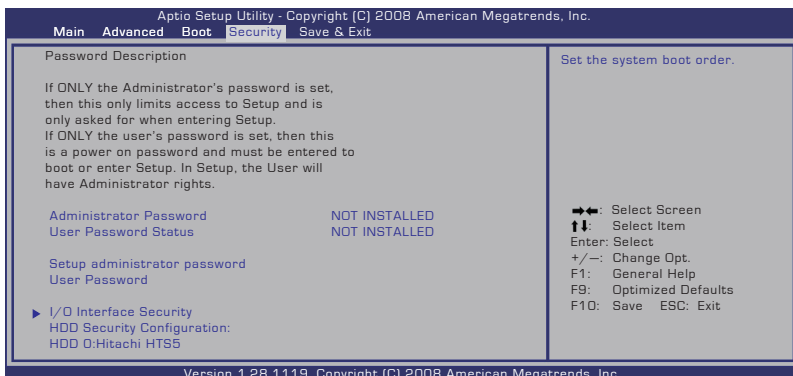 Aptio Setup Utility - Copyright (C) 2008 American Megatrends, Inc.
Main Advanced Boot Security Save & Exit
Password Description
If ONLY the Administrator's password is set,
then this only limits access to Setup and is
only asked for when entering Setup.
If ONLY the user's password is set, then this
is a power on password and must be entered to
boot or enter Setup. In Setup, the User will
have Administrator rights.
Administrator Password NOT INSTALLED
User Password Status NOT INSTALLED
Setup administrator password
User Password
I/O Interface Security
HDD Security Configuration:
HDD 0:Hitachi HTS5
Set the system boot order.
→←: Select Screen
↑↓: Select Item
Enter: Select
+/—: Change Opt.
F1: General Help
F9: Optimized Defaults
F10: Save ESC: Exit
Version 1.28.1119. Copyright (C) 2008 American Megatrends, Inc.